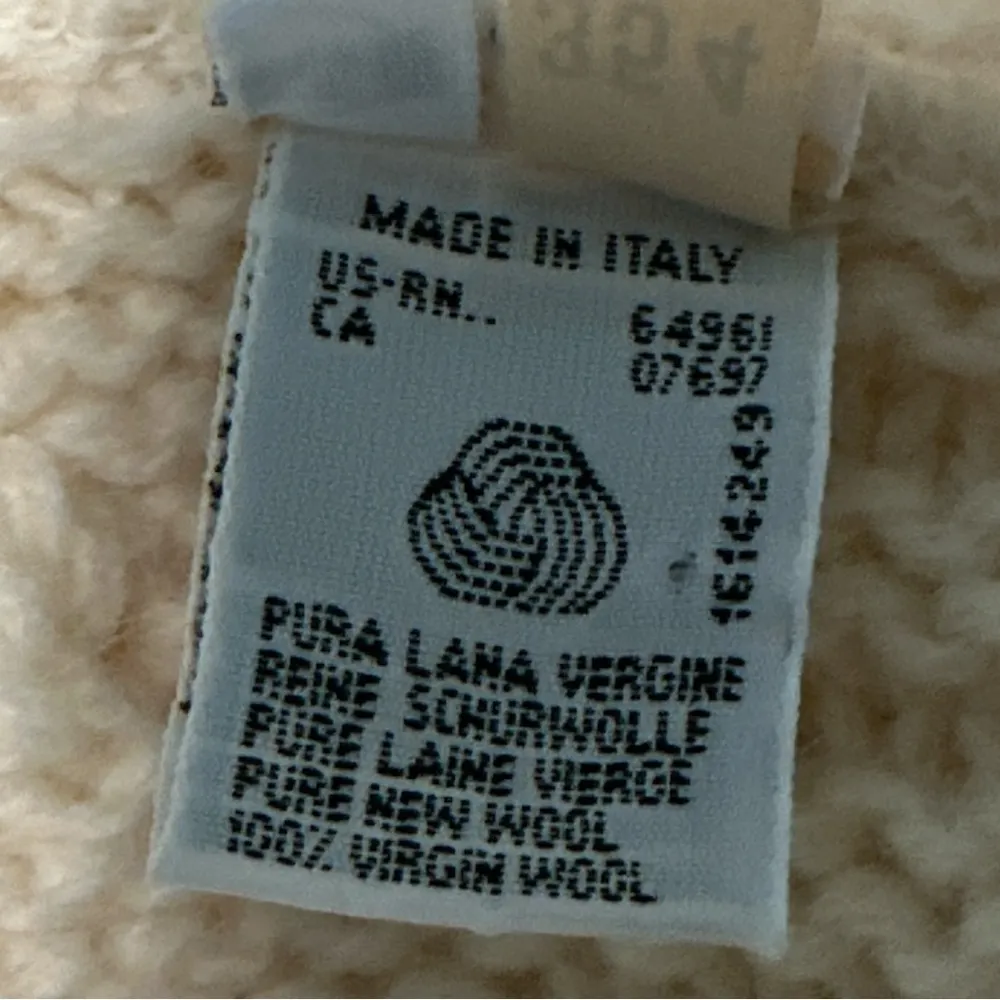 354
MADE IN ITALY
US-RN..
CA 07697
1614249
PURA LANA VERGINE
REINE SCHURWOLLE
PURE LAINE VIERGE
PURE NEW WOOL
100% VIRGIN WOOL